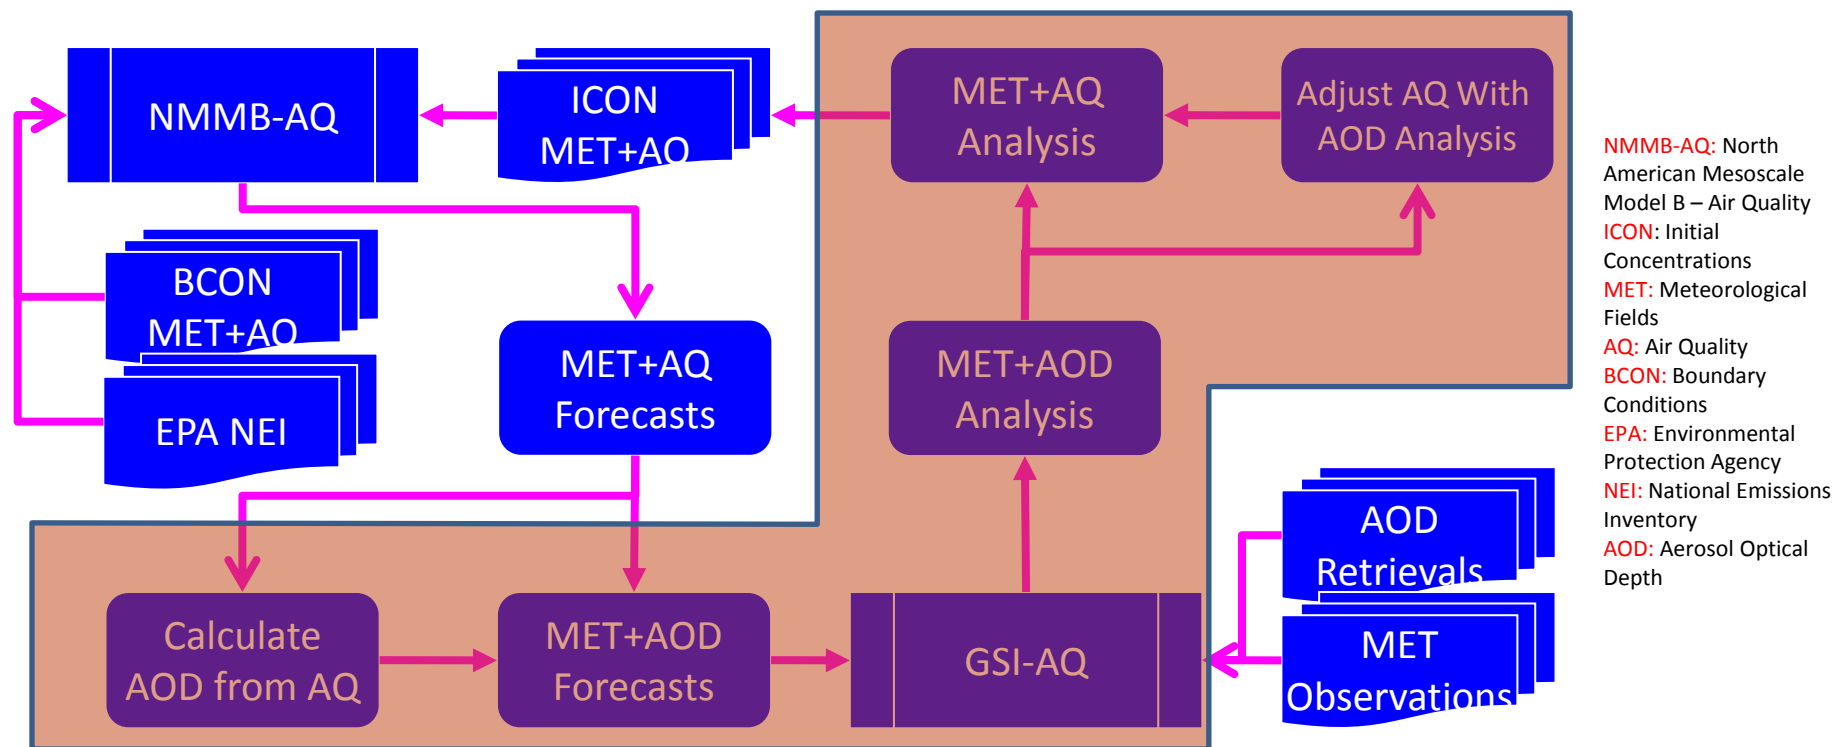 NMMB-AQ
ICON
MET+AQ
MET+AQ
Analysis
Adjust AQ With
AOD Analysis
BCON
MET+AQ
EPA NEI
MET+AQ
Forecasts
MET+AOD
Analysis
AOD
Retrievals
MET
Observations
Calculate
AOD from AQ
MET+AOD
Forecasts
GSI-AQ
NMMB-AQ: North
American Mesoscale
Model B – Air Quality
ICON: Initial
Concentrations
MET: Meteorological
Fields
AQ: Air Quality
BCON: Boundary
Conditions
EPA: Environmental
Protection Agency
NEI: National Emissions
Inventory
AOD: Aerosol Optical
Depth